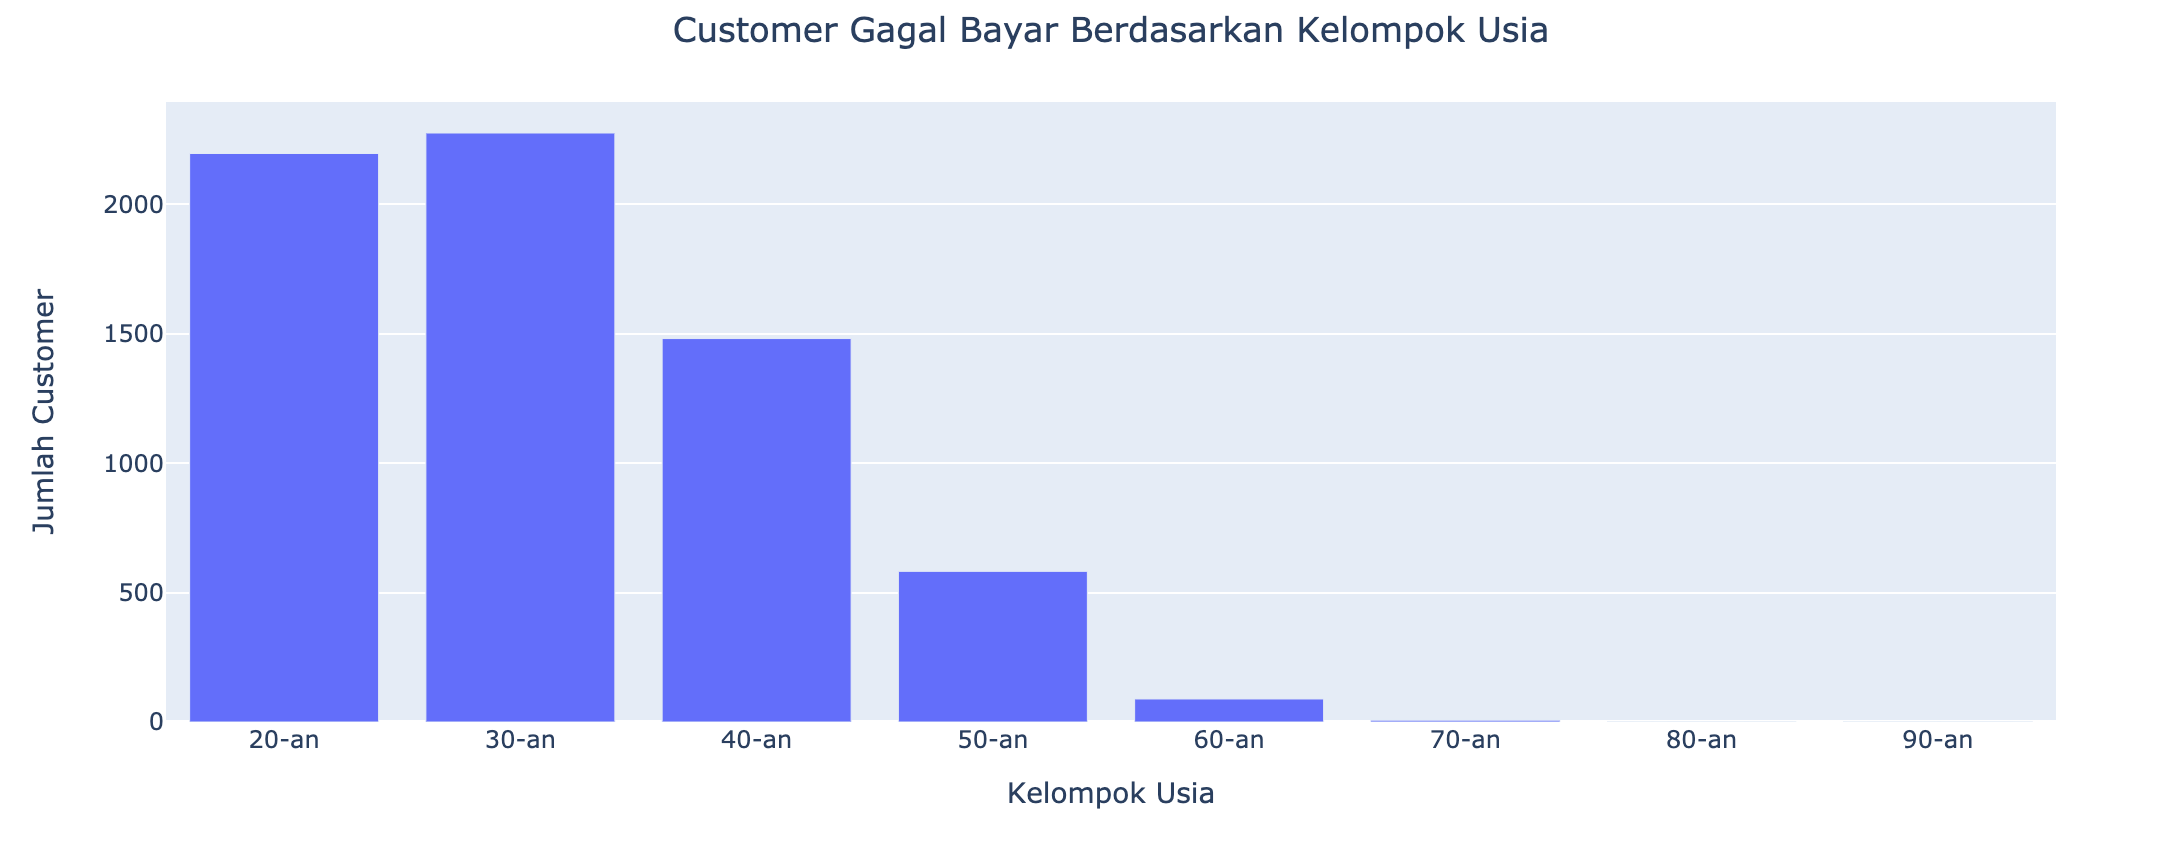 Customer Gagal Bayar Berdasarkan Kelompok Usia
Jumlah Customer
2000
1500
1000
500
0
20-an 30-an 40-an 50-an 60-an 70-an 80-an 90-an
Kelompok Usia